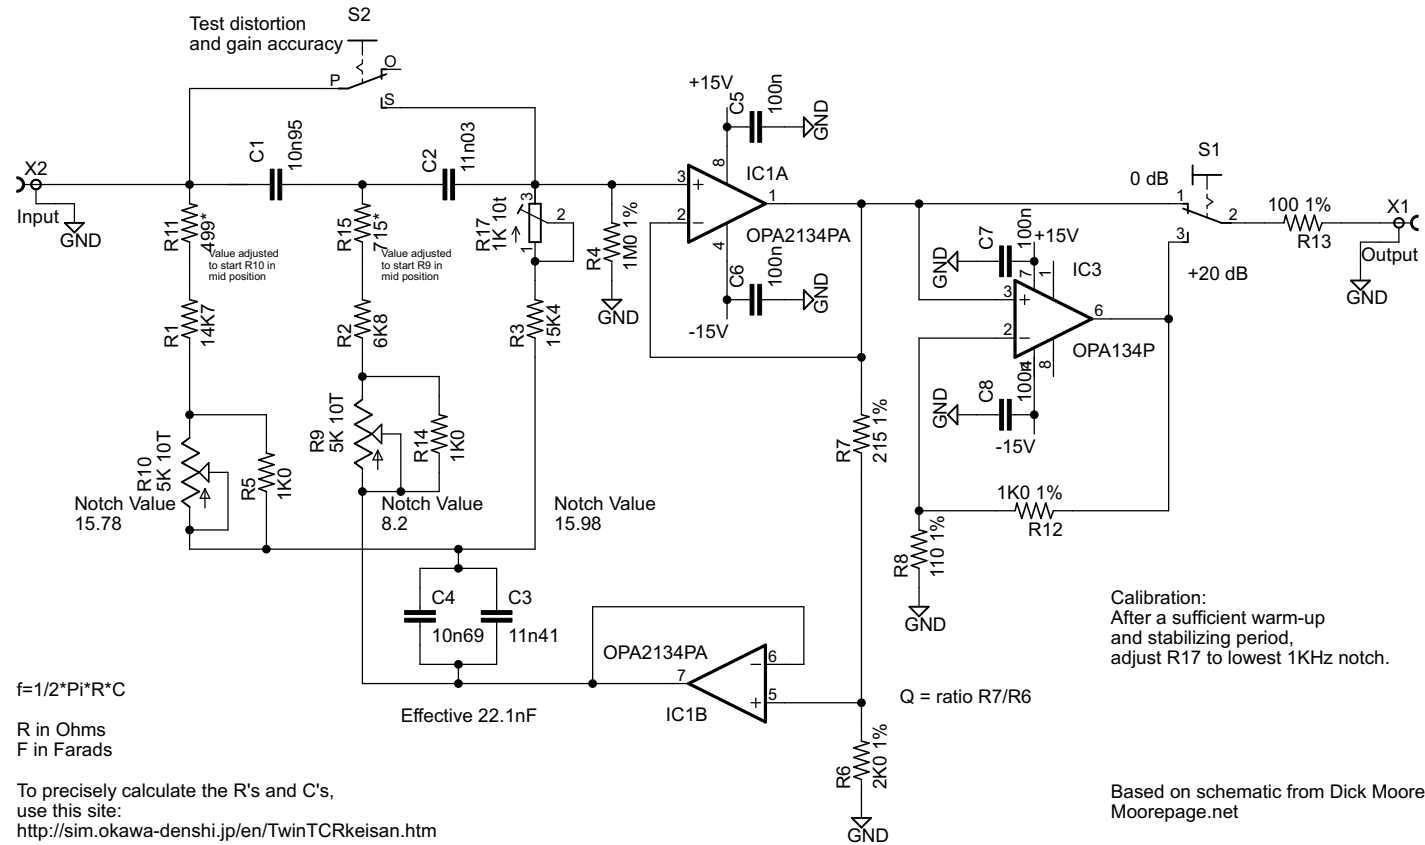 S2
Test distortion
and gain accuracy
O
P
S
+15V
C5
100n
GND
C1
10n95
C2
11n03
8
IC1A
S1
X2
3
+
1
0 dB
1
2
100 1%
X1
Input
GND
R11
499*
Value adjusted
to start R10 in
mid position
R15
715*
Value adjusted
to start R9 in
mid position
R17
1K 10t
3
2
1
R4
1M0 1%
GND
2
−
4
OPA2134PA
C6
100n
GND
-15V
R13
Output
GND
3
+20 dB
C7
100n
+15V
GND
7
1
IC3
3
+
6
2
−
OPA134P
4
8
C8
100n
GND
-15V
R1
14K7
R2
6K8
R3
15K4
R10
5K 10T
R5
1K0
R9
5K 10T
R14
1K0
R7
215 1%
Notch Value
15.78
Notch Value
8.2
Notch Value
15.98
1K0 1%
R12
R8
110 1%
GND
C4
10n69
C3
11n41
OPA2134PA
6
−
7
5
+
IC1B
Effective 22.1nF
Calibration:
After a sufficient warm-up
and stabilizing period,
adjust R17 to lowest 1KHz notch.
Q = ratio R7/R6
f=1/2*Pi*R*C
R in Ohms
F in Farads
R6
2K0 1%
GND
To precisely calculate the R's and C's,
use this site:
http://sim.okawa-denshi.jp/en/TwinTCRkeisan.htm
Based on schematic from Dick Moore
Moorepage.net